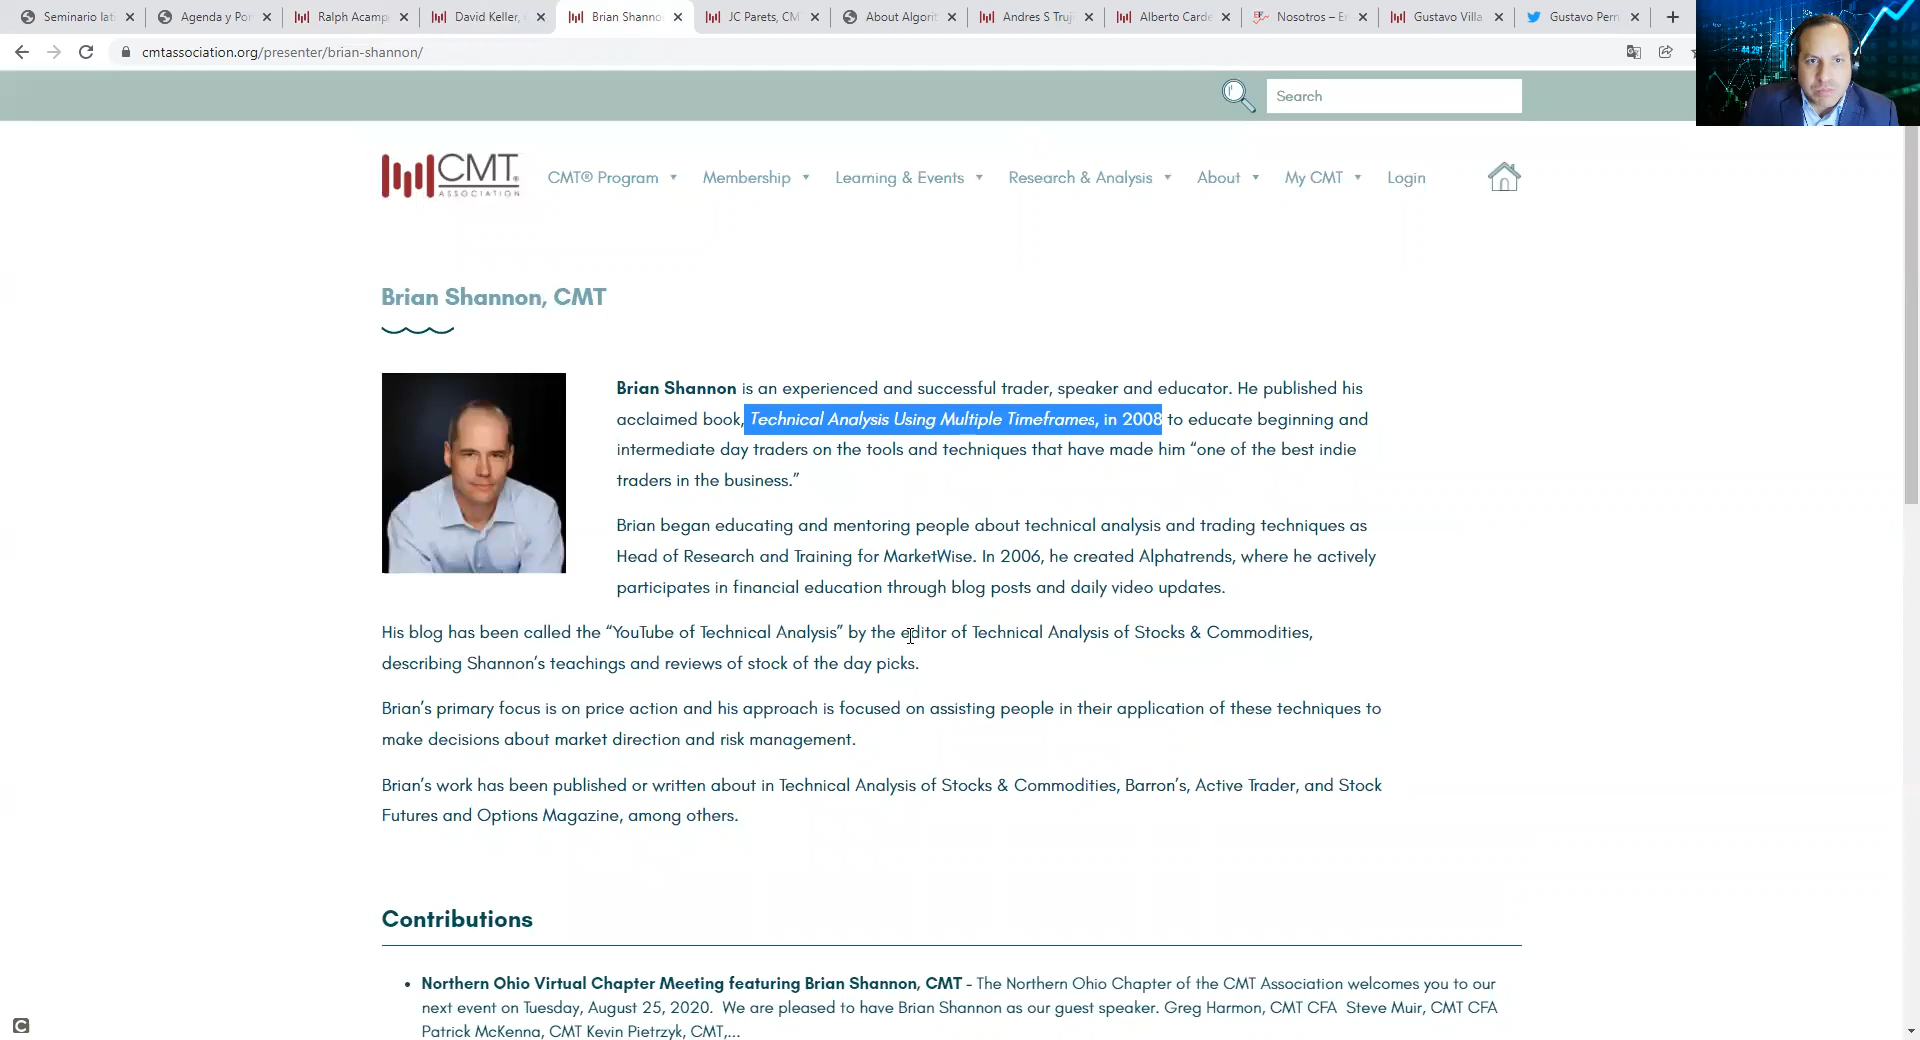 Seminario lat
Agenda y Por
Ralph Acamp
David Keller,
Brian Shanno
JC Parets, CM
About Algorit
Andres S Truj
Alberto Carde
Nosotros – Er
Gustavo Villa
Gustavo Pern
cmtassociation.org/presenter/brian-shannon/
44.291
Search
CMT®
ASSOCIATION
CMT® Program
Membership
Learning & Events
Research & Analysis
About
My CMT
Login
Brian Shannon, CMT
Brian Shannon is an experienced and successful trader, speaker and educator. He published his
acclaimed book, Technical Analysis Using Multiple Timeframes, in 2008 to educate beginning and
intermediate day traders on the tools and techniques that have made him “one of the best indie
traders in the business.”
Brian began educating and mentoring people about technical analysis and trading techniques as
Head of Research and Training for MarketWise. In 2006, he created Alphatrends, where he actively
participates in financial education through blog posts and daily video updates.
His blog has been called the “YouTube of Technical Analysis” by the editor of Technical Analysis of Stocks & Commodities,
describing Shannon’s teachings and reviews of stock of the day picks.
Brian’s primary focus is on price action and his approach is focused on assisting people in their application of these techniques to
make decisions about market direction and risk management.
Brian’s work has been published or written about in Technical Analysis of Stocks & Commodities, Barron’s, Active Trader, and Stock
Futures and Options Magazine, among others.
Contributions
Northern Ohio Virtual Chapter Meeting featuring Brian Shannon, CMT - The Northern Ohio Chapter of the CMT Association welcomes you to our
next event on Tuesday, August 25, 2020. We are pleased to have Brian Shannon as our guest speaker. Greg Harmon, CMT CFA Steve Muir, CMT CFA
Patrick McKenna, CMT Kevin Pietrzyk, CMT,...